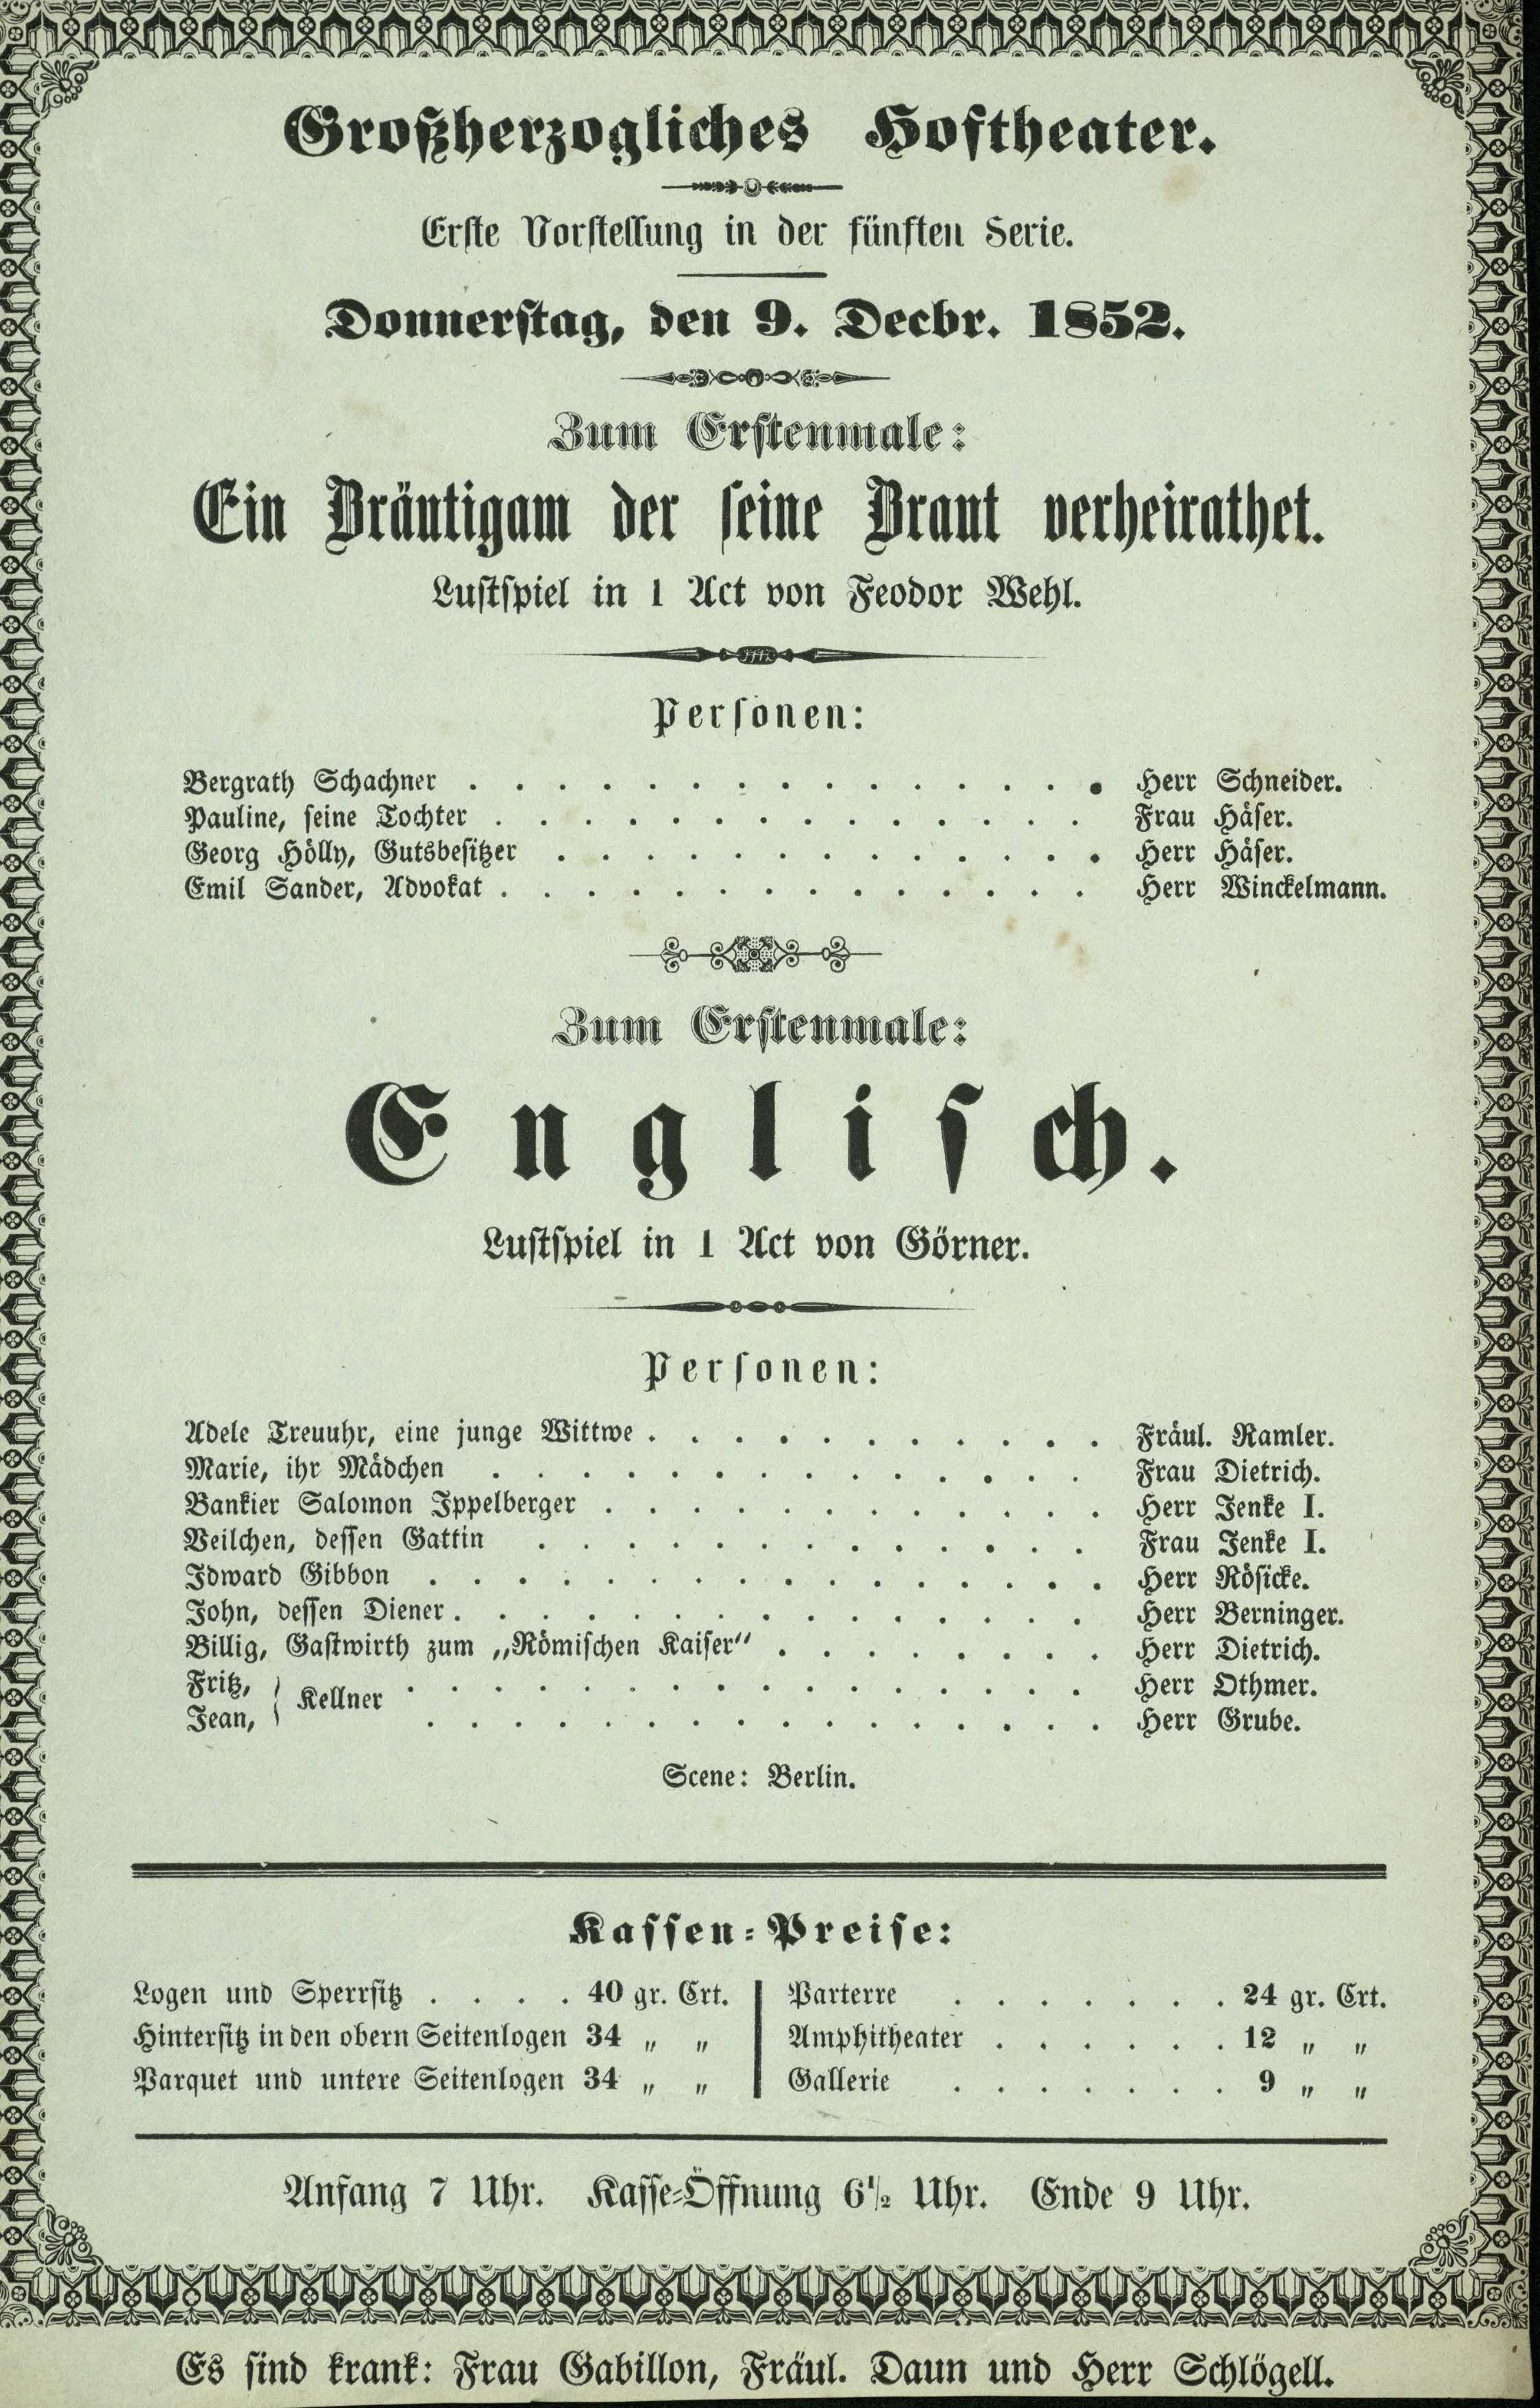 Großherzogliches Hoftheater.
Erste Vorstellung in der fünften Serie.
Donnerstag, den 9. Decbr. 1852.
Zum Erstenmale:
Ein Bräutigam der seine Braut verheirathet.
Lustspiel in 1 Act von Feodor Wehl.
Personen:
Bergrath Schachner . . . . . . . . . . . . . . . Herr Schneider.
Pauline, seine Tochter . . . . . . . . . . . . . . Frau Häser.
Georg Hölly, Gutsbesitzer . . . . . . . . . . . . . Herr Häser.
Emil Sander, Advokat . . . . . . . . . . . . . . Herr Winckelmann.
Zum Erstenmale:
Englisch.
Lustspiel in 1 Act von Görner.
Personen:
Adele Treuuhr, eine junge Wittwe . . . . . . . . . . . Fräul. Ramler.
Marie, ihr Mädchen . . . . . . . . . . . . . . Frau Dietrich.
Bankier Salomon Ippelberger . . . . . . . . . . . . Herr Jenke I.
Veilchen, dessen Gattin . . . . . . . . . . . . . Frau Jenke I.
Idward Gibbon . . . . . . . . . . . . . . . . Herr Rösicke.
John, dessen Diener . . . . . . . . . . . . . . . Herr Berninger.
Billig, Gastwirth zum „Römischen Kaiser“ . . . . . . . . Herr Dietrich.
Fritz, } Kellner . . . . . . . . . . . . . . . . Herr Othmer.
Jean, . . . . . . . . . . . . . . . . Herr Grube.
Scene: Berlin.
Kassen-Preise:
Logen und Sperrsitz . . . . 40 gr. Crt.
Hintersitz in den obern Seitenlogen 34 „ „
Parquet und untere Seitenlogen 34 „ „
Parterre . . . . . . . 24 gr. Crt.
Amphitheater . . . . . . 12 „ „
Gallerie . . . . . . . 9 „ „
Anfang 7 Uhr. Kasse-Öffnung 6½ Uhr. Ende 9 Uhr.
Es sind krank: Frau Gabillon, Fräul. Daun und Herr Schlögell.